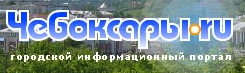 Чебоксары.ru
городской информационный портал